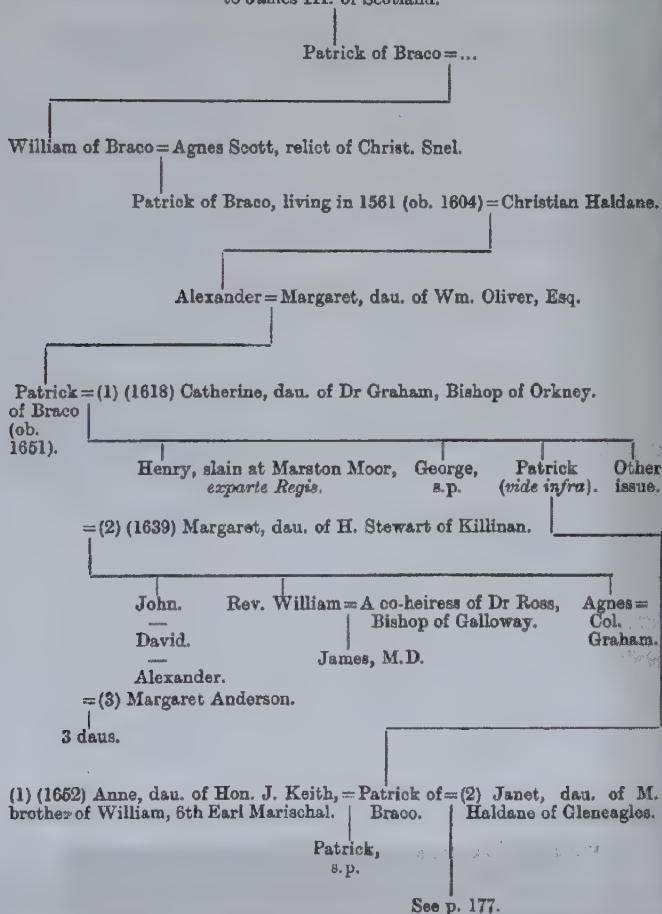 to James III. of Scotland.
Patrick of Braco=...
William of Braco=Agnes Scott, relict of Christ. Snel.
Patrick of Braco, living in 1561 (ob. 1604)=Christian Haldane.
Alexander=Margaret, dau. of Wm. Oliver, Esq.
Patrick=(1) (1618) Catherine, dau. of Dr Graham, Bishop of Orkney.
of Braco
(ob.
1651).
Henry, slain at Marston Moor, George, Patrick Other
exparte Regis. s.p. (vide infra). issue.
=(2) (1639) Margaret, dau. of H. Stewart of Killinan.
John. Rev. William=A co-heiress of Dr Ross, Agnes=
— Bishop of Galloway. Col.
David. Graham.
— James, M.D.
Alexander.
=(3) Margaret Anderson.
3 daus.
(1) (1652) Anne, dau. of Hon. J. Keith,=Patrick of=(2) Janet, dau. of M.
brother of William, 6th Earl Marischal. Braco. Haldane of Gleneagles.
Patrick,
s.p.
See p. 177.